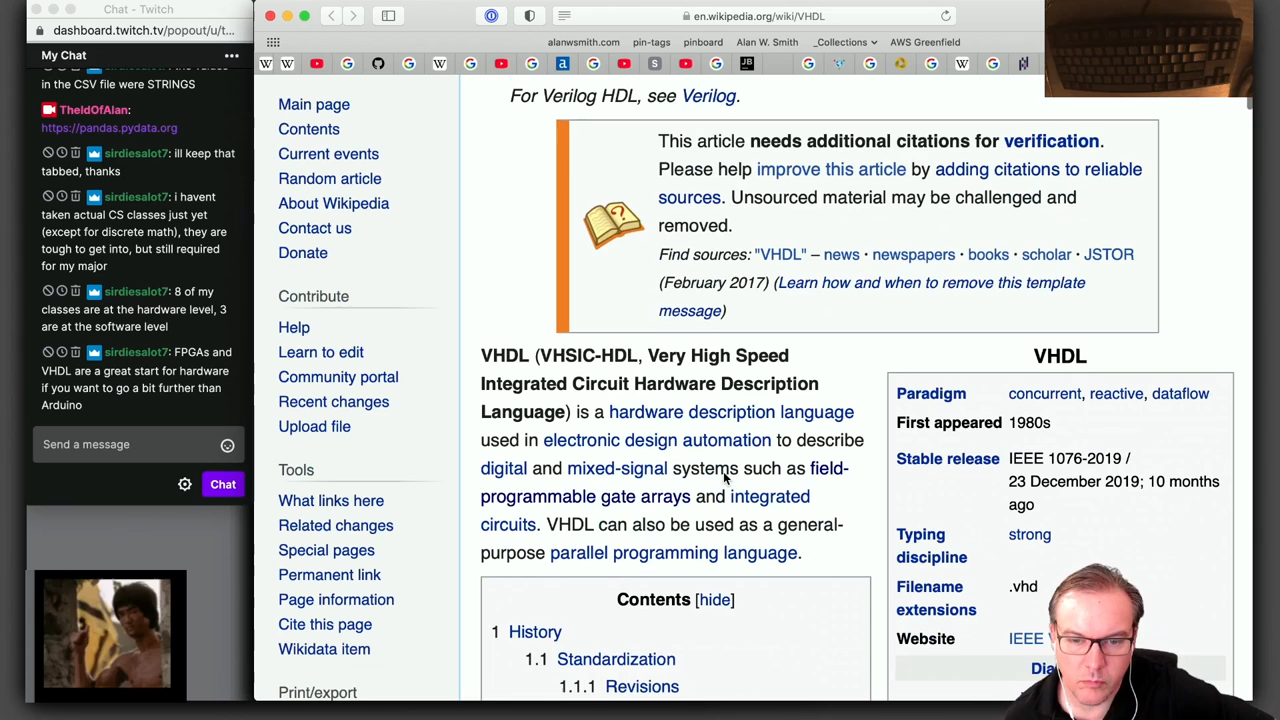 Chat - Twitch
dashboard.twitch.tv/popout/u/t...
My Chat
in the CSV file were STRINGS
TheIdOfAlan:
https://pandas.pydata.org
sirdiesalot7: ill keep that
tabbed, thanks
sirdiesalot7: i havent
taken actual CS classes just yet
(except for discrete math), they are
tough to get into, but still required
for my major
sirdiesalot7: 8 of my
classes are at the hardware level, 3
are at the software level
sirdiesalot7: FPGAs and
VHDL are a great start for hardware
if you want to go a bit further than
Arduino
Send a message
Chat
en.wikipedia.org/wiki/VHDL
alanwsmith.com pin-tags pinboard Alan W. Smith _Collections AWS Greenfield
Main page
Contents
Current events
Random article
About Wikipedia
Contact us
Donate
Contribute
Help
Learn to edit
Community portal
Recent changes
Upload file
Tools
What links here
Related changes
Special pages
Permanent link
Page information
Cite this page
Wikidata item
Print/export
For Verilog HDL, see Verilog.
This article needs additional citations for verification.
Please help improve this article by adding citations to reliable
sources. Unsourced material may be challenged and
removed.
Find sources: "VHDL" – news · newspapers · books · scholar · JSTOR
(February 2017) (Learn how and when to remove this template
message)
VHDL (VHSIC-HDL, Very High Speed
Integrated Circuit Hardware Description
Language) is a hardware description language
used in electronic design automation to describe
digital and mixed-signal systems such as field-
programmable gate arrays and integrated
circuits. VHDL can also be used as a general-
purpose parallel programming language.
Contents [hide]
1 History
1.1 Standardization
1.1.1 Revisions
VHDL
Paradigm concurrent, reactive, dataflow
First appeared 1980s
Stable release IEEE 1076-2019 /
23 December 2019; 10 months
ago
Typing strong
discipline
Filename .vhd
extensions
Website IEEE